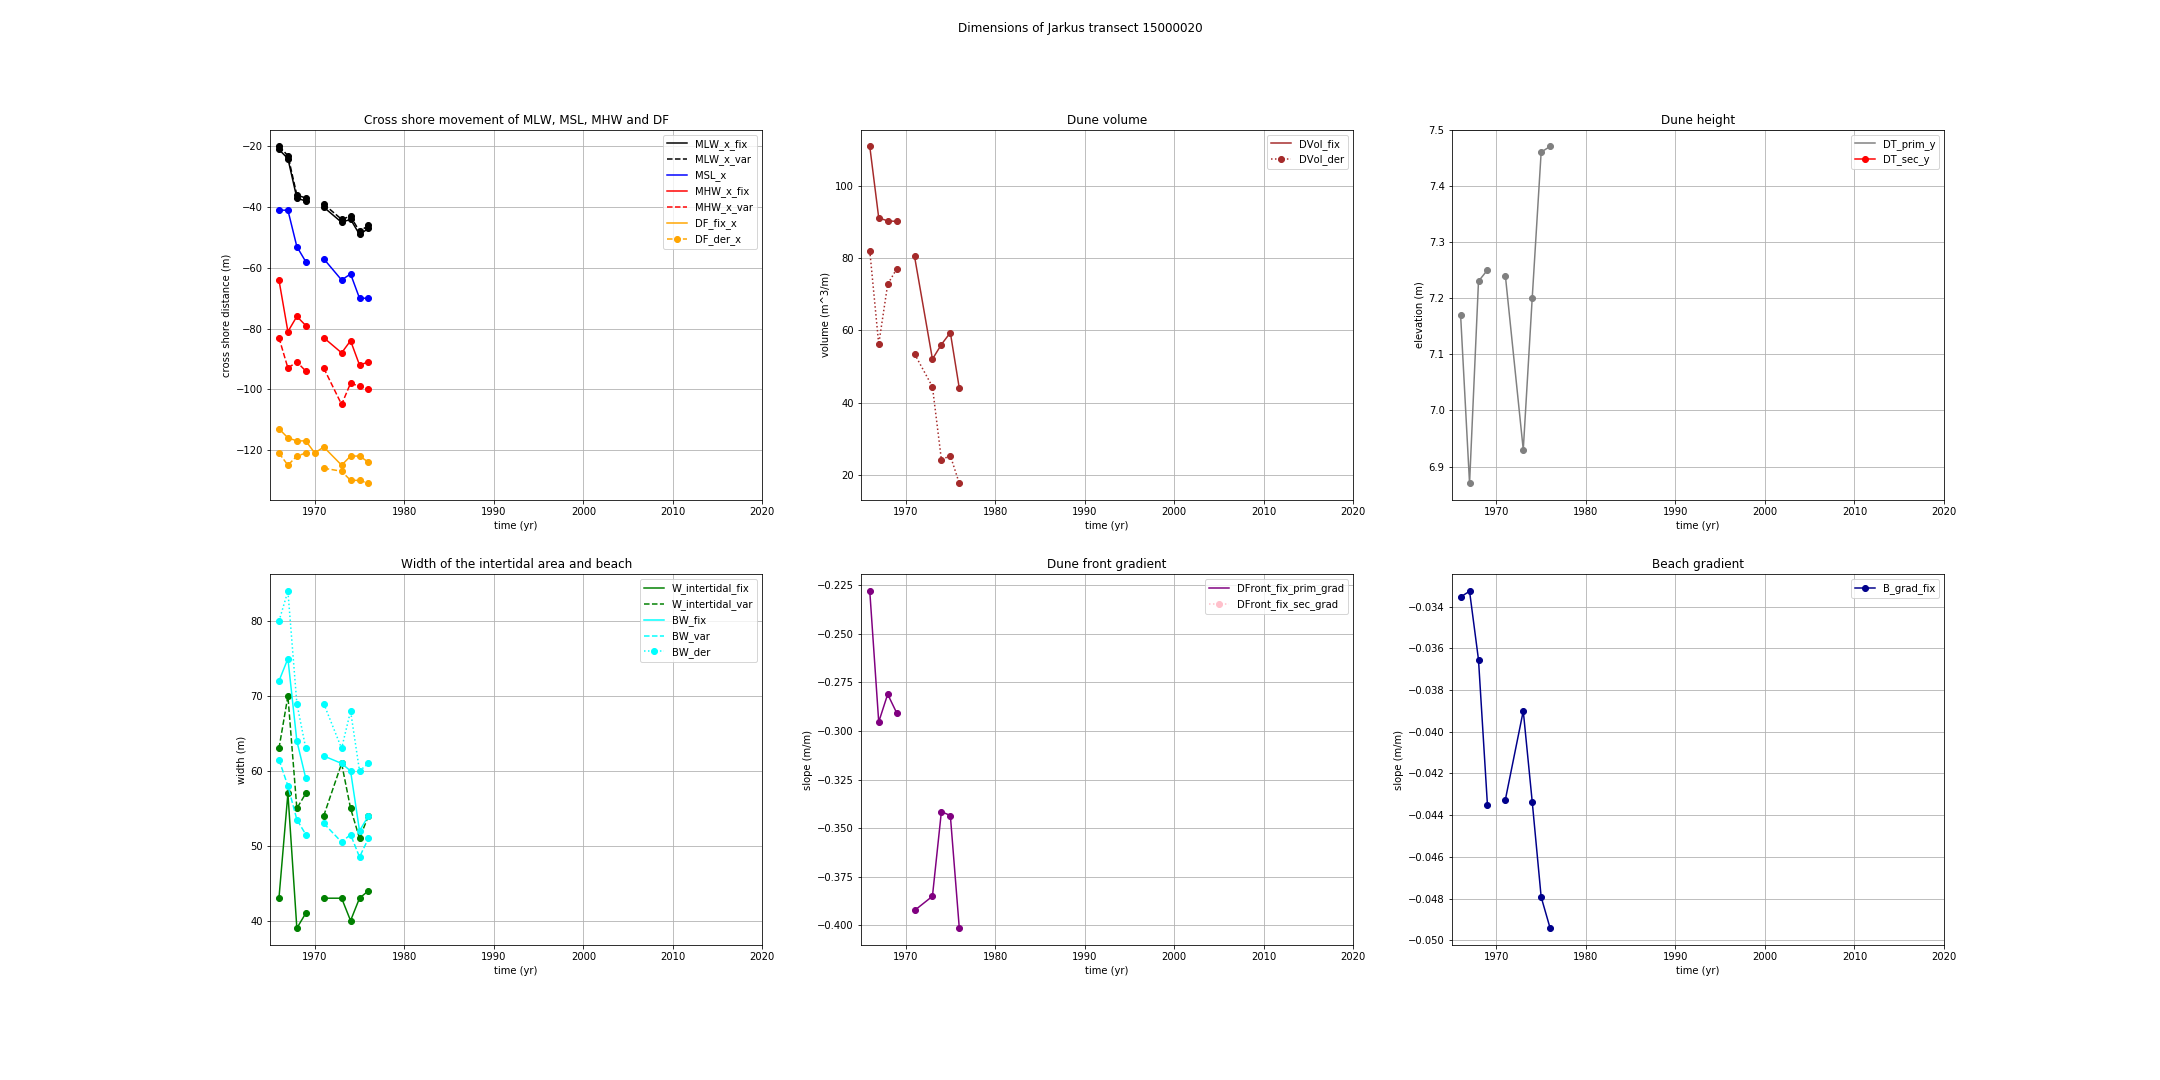 Dimensions of Jarkus transect 15000020
Cross shore movement of MLW, MSL, MHW and DF
cross shore distance (m)
−20
−40
−60
−80
−100
−120
MLW_x_fix
MLW_x_var
MSL_x
MHW_x_fix
MHW_x_var
DF_fix_x
DF_der_x
1970 1980 1990 2000 2010 2020
time (yr)
Dune volume
volume (m^3/m)
100
80
60
40
20
DVol_fix
DVol_der
1970 1980 1990 2000 2010 2020
time (yr)
Dune height
elevation (m)
7.5
7.4
7.3
7.2
7.1
7.0
6.9
DT_prim_y
DT_sec_y
1970 1980 1990 2000 2010 2020
time (yr)
Width of the intertidal area and beach
width (m)
80
70
60
50
40
W_intertidal_fix
W_intertidal_var
BW_fix
BW_var
BW_der
1970 1980 1990 2000 2010 2020
time (yr)
Dune front gradient
slope (m/m)
−0.225
−0.250
−0.275
−0.300
−0.325
−0.350
−0.375
−0.400
DFront_fix_prim_grad
DFront_fix_sec_grad
1970 1980 1990 2000 2010 2020
time (yr)
Beach gradient
slope (m/m)
−0.034
−0.036
−0.038
−0.040
−0.042
−0.044
−0.046
−0.048
−0.050
B_grad_fix
1970 1980 1990 2000 2010 2020
time (yr)